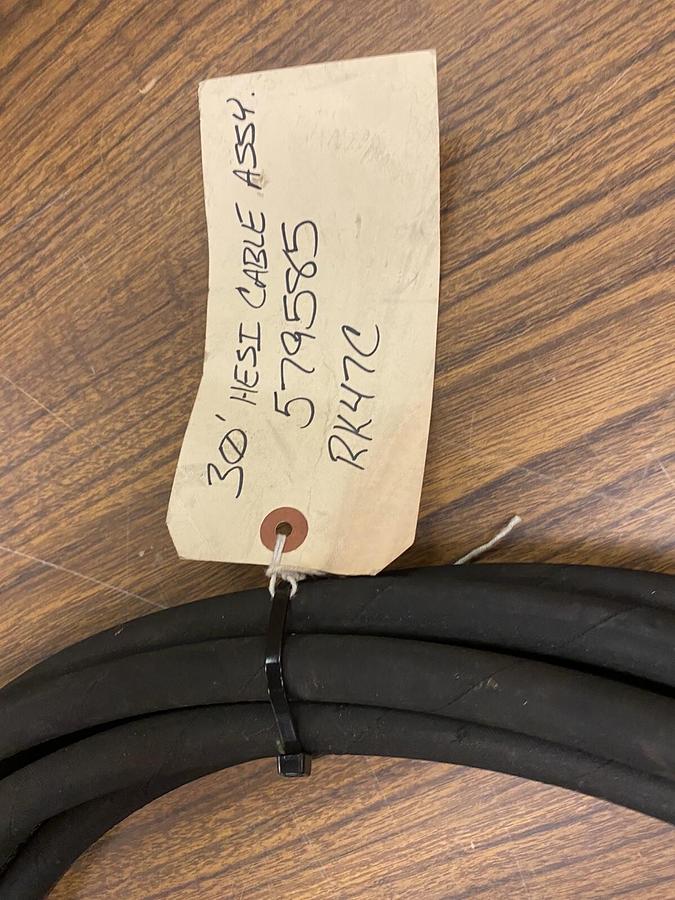 30' HESI CABLE ASSY.
579585
RK47C